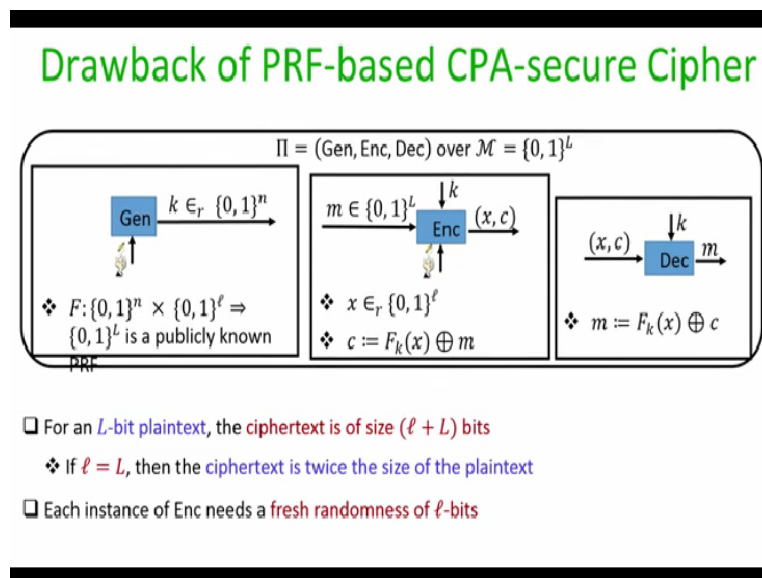 Drawback of PRF-based CPA-secure Cipher
Π = (Gen, Enc, Dec) over ℳ = {0, 1}^L
Gen
k ∈_r {0, 1}^n
❖ F: {0, 1}^n × {0, 1}^ℓ ⇒
{0, 1}^L is a publicly known
PRF
m ∈ {0, 1}^L
k
Enc
(x, c)
❖ x ∈_r {0, 1}^ℓ
❖ c := F_k(x) ⊕ m
(x, c)
k
Dec
m
❖ m := F_k(x) ⊕ c
❑ For an L-bit plaintext, the ciphertext is of size (ℓ + L) bits
❖ If ℓ = L, then the ciphertext is twice the size of the plaintext
❑ Each instance of Enc needs a fresh randomness of ℓ-bits